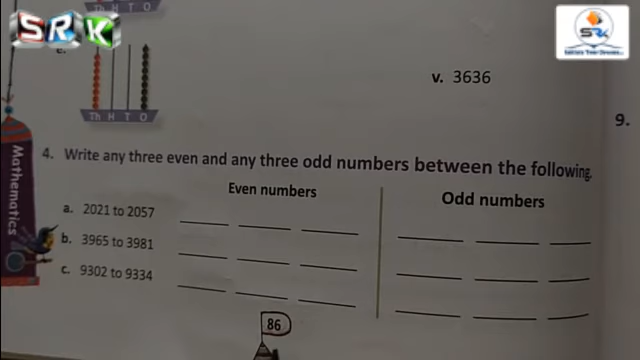 SRK
Th H T O
SRK
c.
Th H T O
v. 3636
9.
Mathematics
4. Write any three even and any three odd numbers between the following.
Even numbers
Odd numbers
a. 2021 to 2057
b. 3965 to 3981
c. 9302 to 9334
86